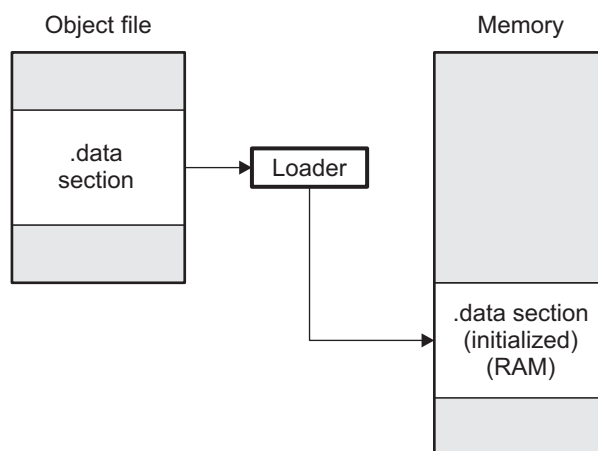 Object file
Memory
.data
section
Loader
.data section
(initialized)
(RAM)